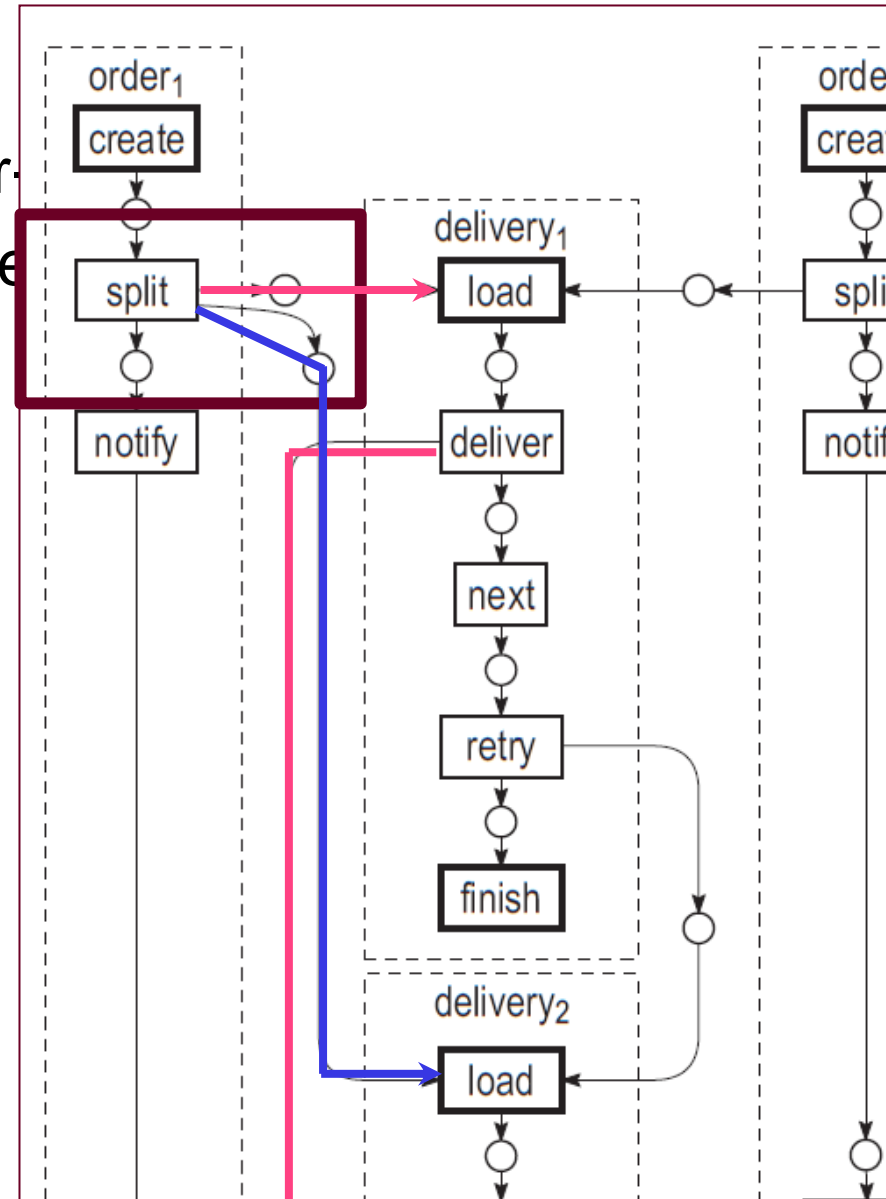 order₁
create
split
notify
delivery₁
load
deliver
next
retry
finish
delivery₂
load